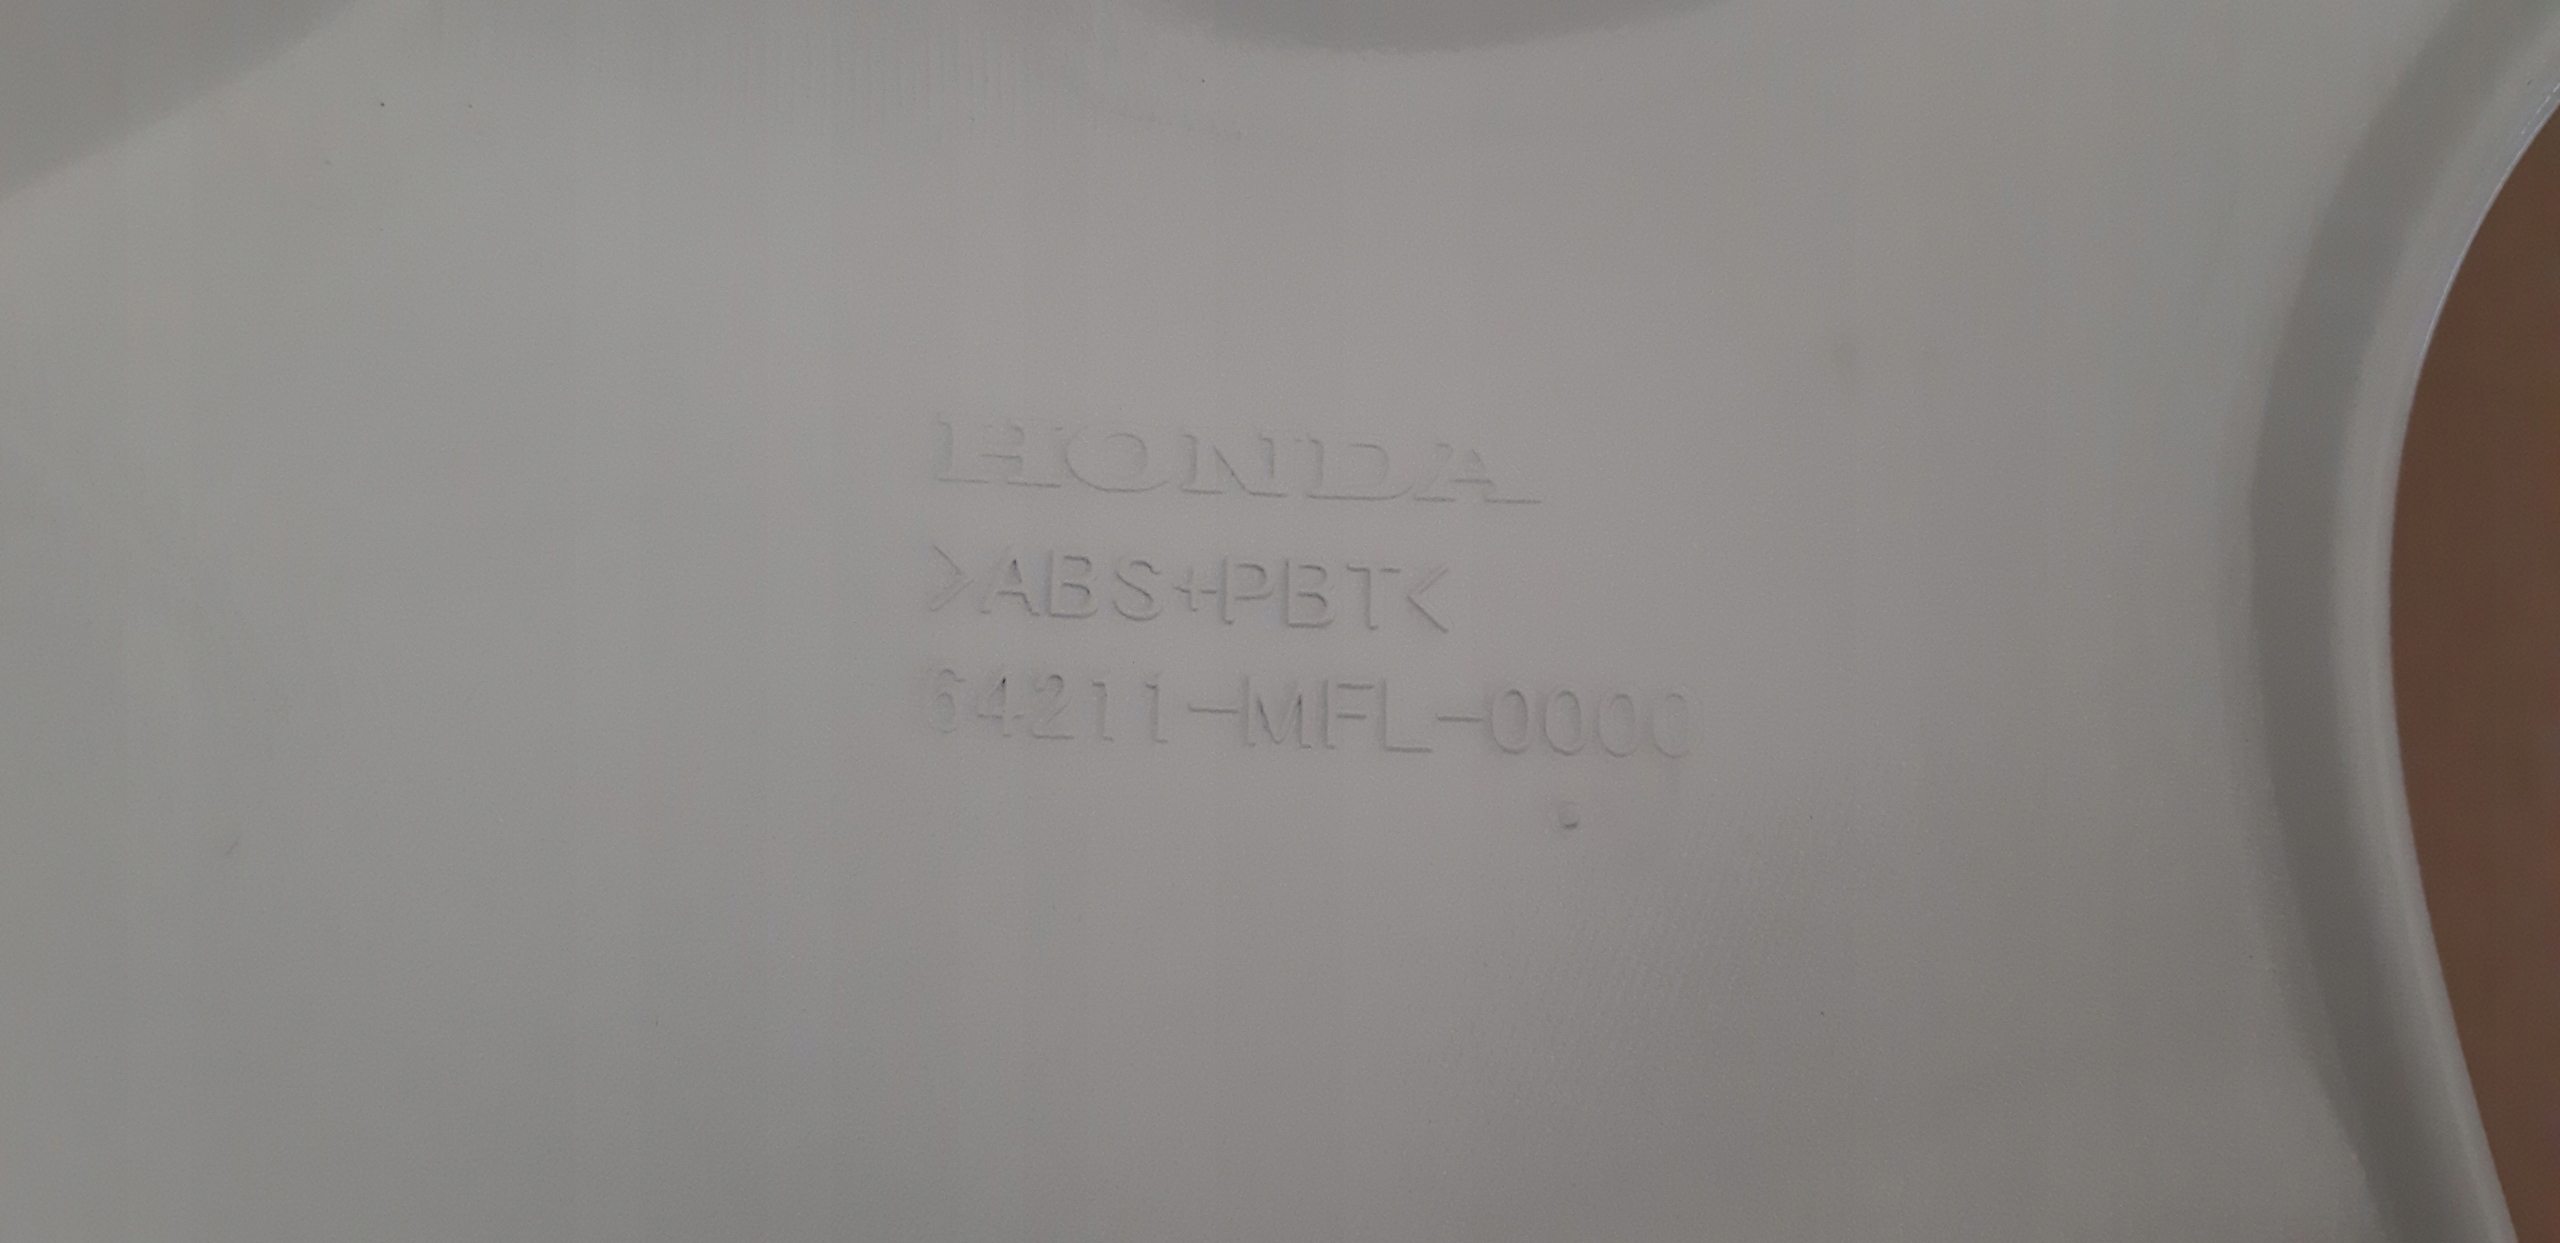 HONDA
>ABS+PBT<
64211-MFL-0000